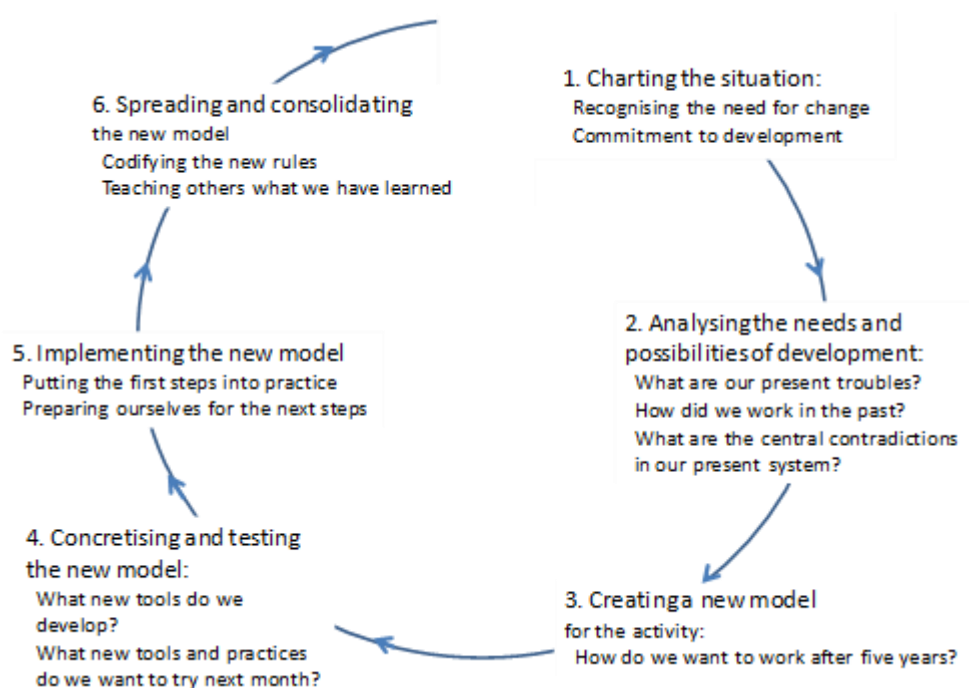 1. Charting the situation:
Recognising the need for change
Commitment to development
2. Analysing the needs and
possibilities of development:
What are our present troubles?
How did we work in the past?
What are the central contradictions
in our present system?
3. Creating a new model
for the activity:
How do we want to work after five years?
4. Concretising and testing
the new model:
What new tools do we
develop?
What new tools and practices
do we want to try next month?
5. Implementing the new model
Putting the first steps into practice
Preparing ourselves for the next steps
6. Spreading and consolidating
the new model
Codifying the new rules
Teaching others what we have learned